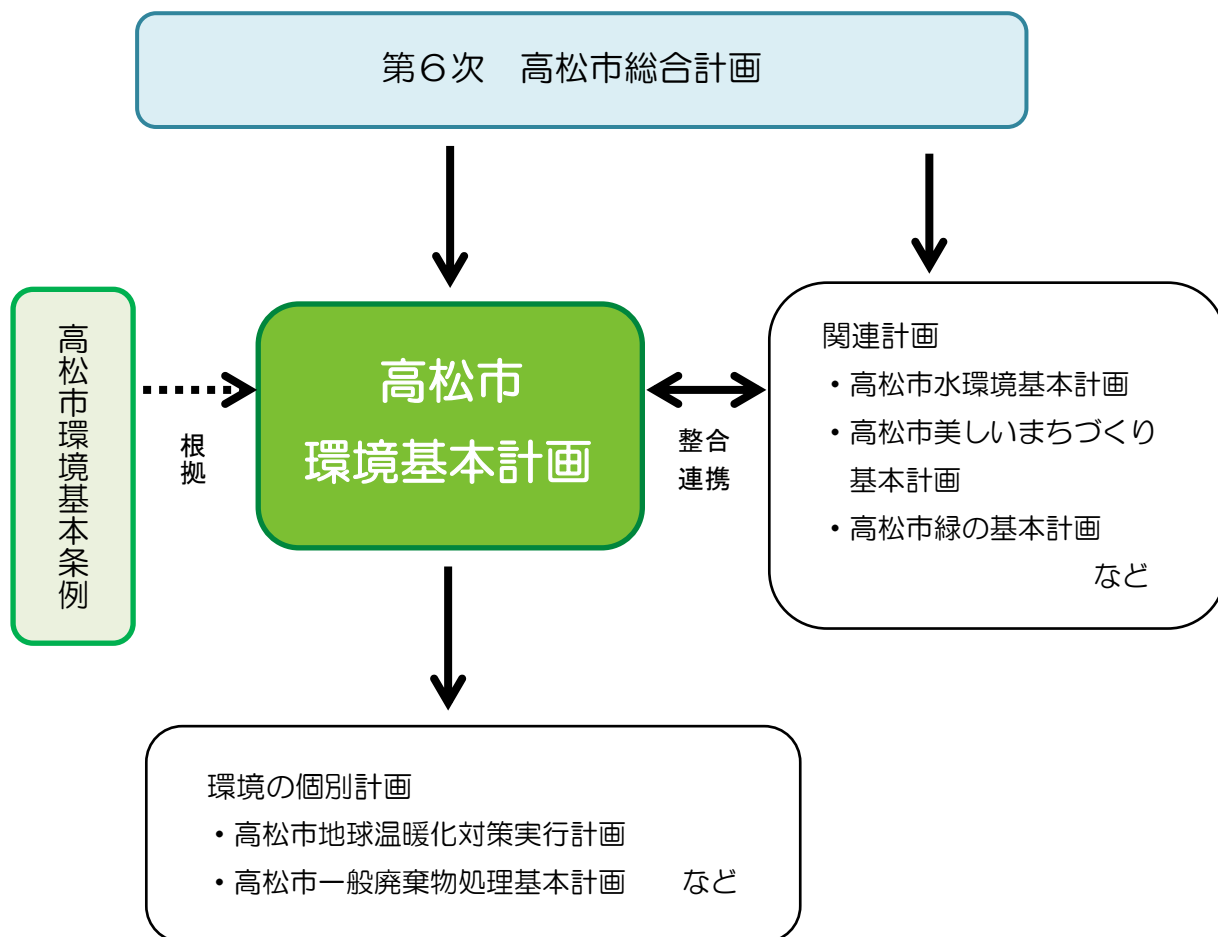 第６次　高松市総合計画
高松市環境基本条例
根拠
高松市
環境基本計画
整合
連携
関連計画
・高松市水環境基本計画
・高松市美しいまちづくり
基本計画
・高松市緑の基本計画
など
環境の個別計画
・高松市地球温暖化対策実行計画
・高松市一般廃棄物処理基本計画　　など